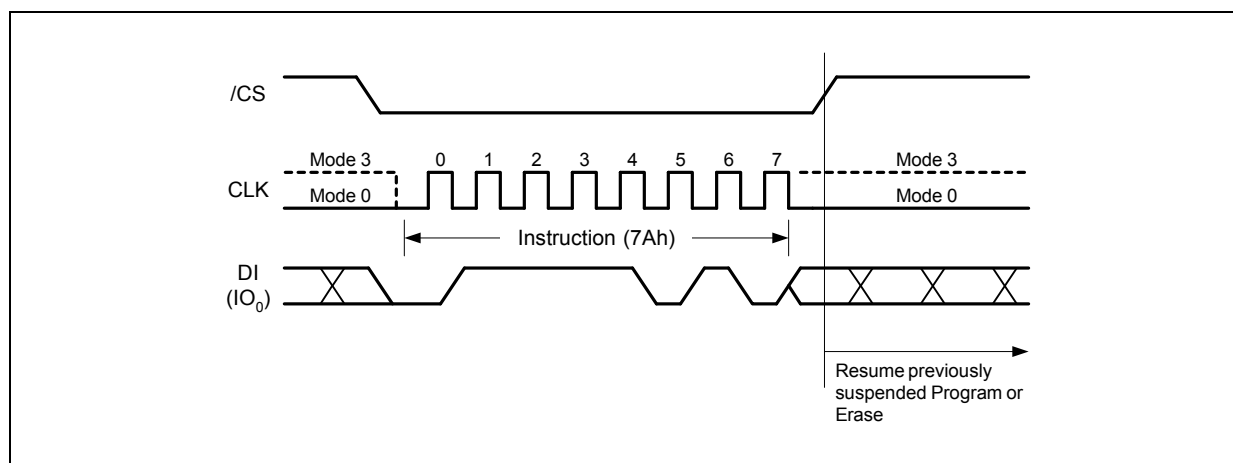 /CS
Mode 3 0 1 2 3 4 5 6 7 Mode 3
CLK
Mode 0 Mode 0
Instruction (7Ah)
DI
(IO0)
Resume previously
suspended Program or
Erase